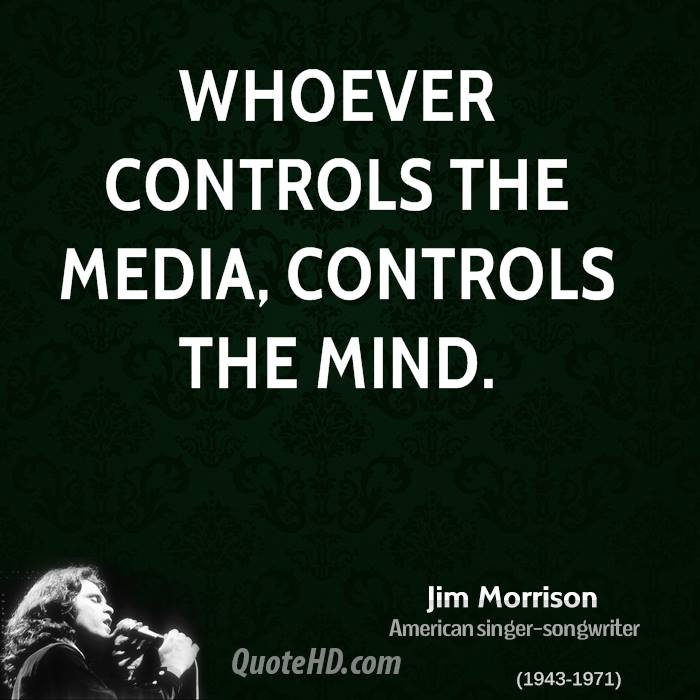 WHOEVER
CONTROLS THE
MEDIA, CONTROLS
THE MIND.
Jim Morrison
American singer-songwriter
QuoteHD.com
(1943-1971)